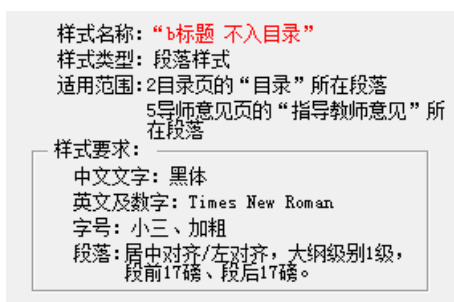 样式名称：“b标题 不入目录”
样式类型：段落样式
适用范围：2目录页的“目录”所在段落
5导师意见页的“指导教师意见”所
在段落
样式要求：
中文文字：黑体
英文及数字：Times New Roman
字号：小三、加粗
段落：居中对齐/左对齐，大纲级别1级，
段前17磅、段后17磅。